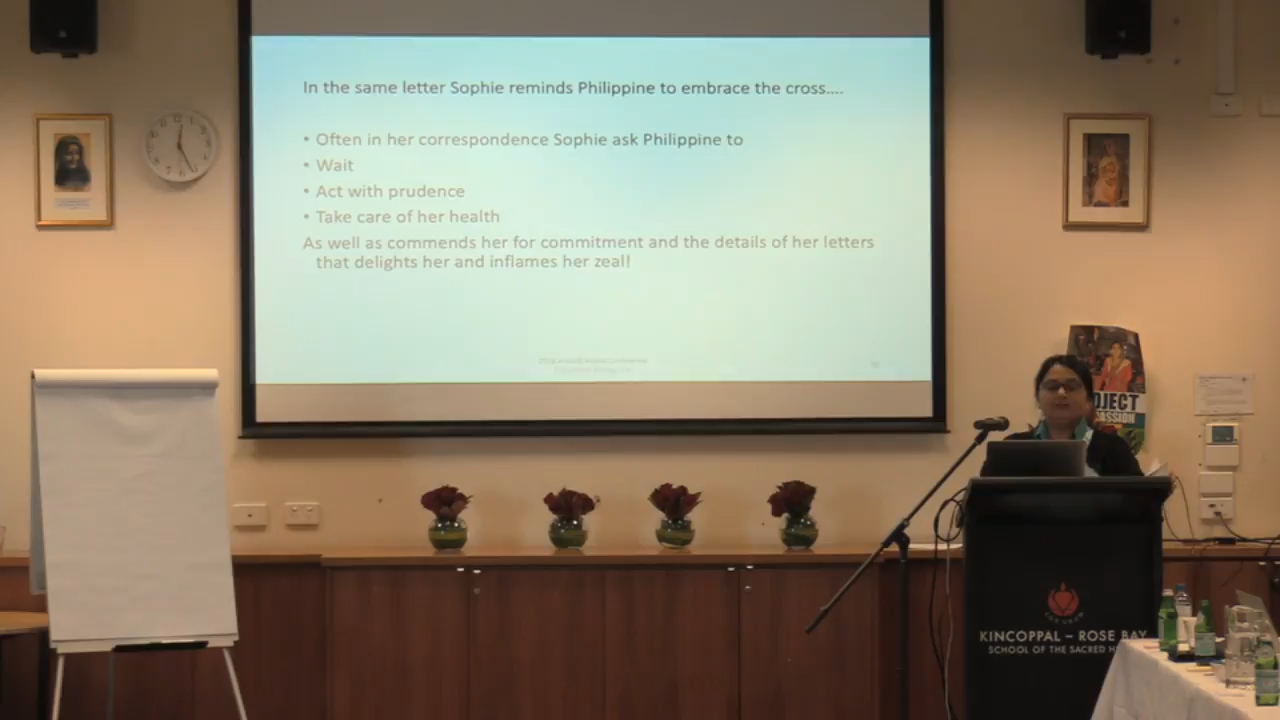 In the same letter Sophie reminds Philippine to embrace the cross....
• Often in her correspondence Sophie ask Philippine to
• Wait
• Act with prudence
• Take care of her health
As well as commends her for commitment and the details of her letters
that delights her and inflames her zeal!
OJECT
ASSION
KINCOPPAL – ROSE BAY
SCHOOL OF THE SACRED H